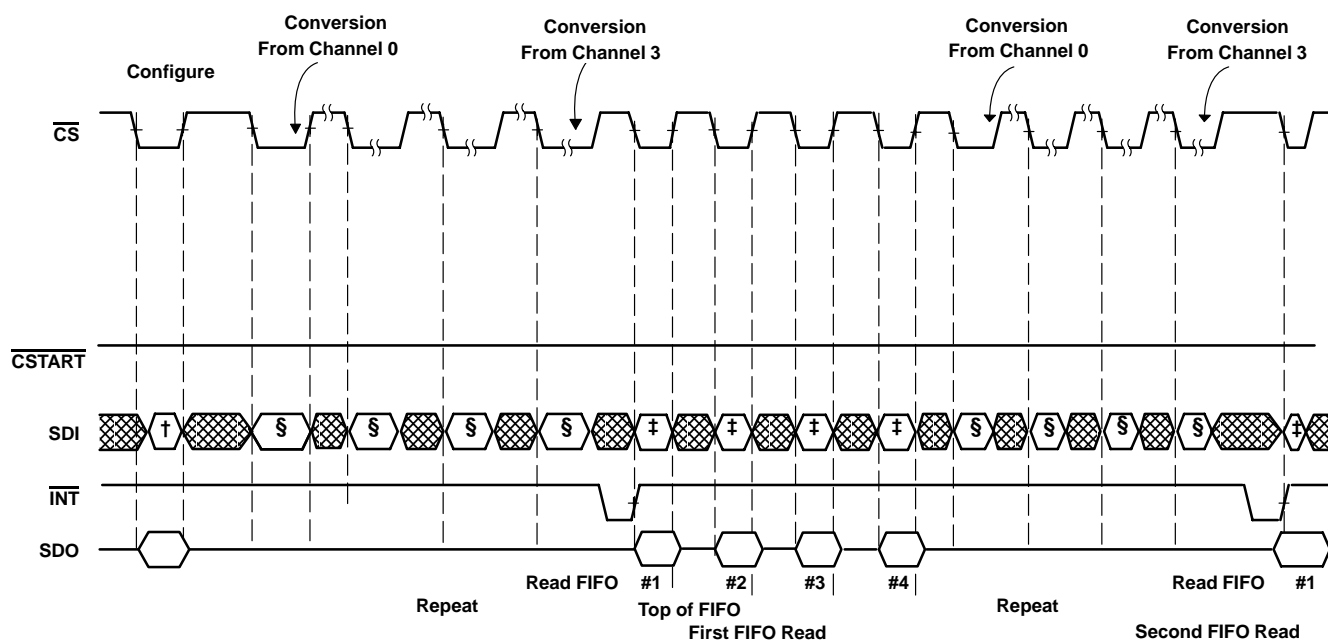 Conversion
From Channel 0
Conversion
From Channel 3
Conversion
From Channel 0
Conversion
From Channel 3
Configure
CS
CSTART
SDI
† § § § § ‡ ‡ ‡ ‡ § § § § ‡
INT
SDO
Read FIFO #1 #2 #3 #4 Read FIFO #1
Repeat Top of FIFO Repeat
First FIFO Read Second FIFO Read